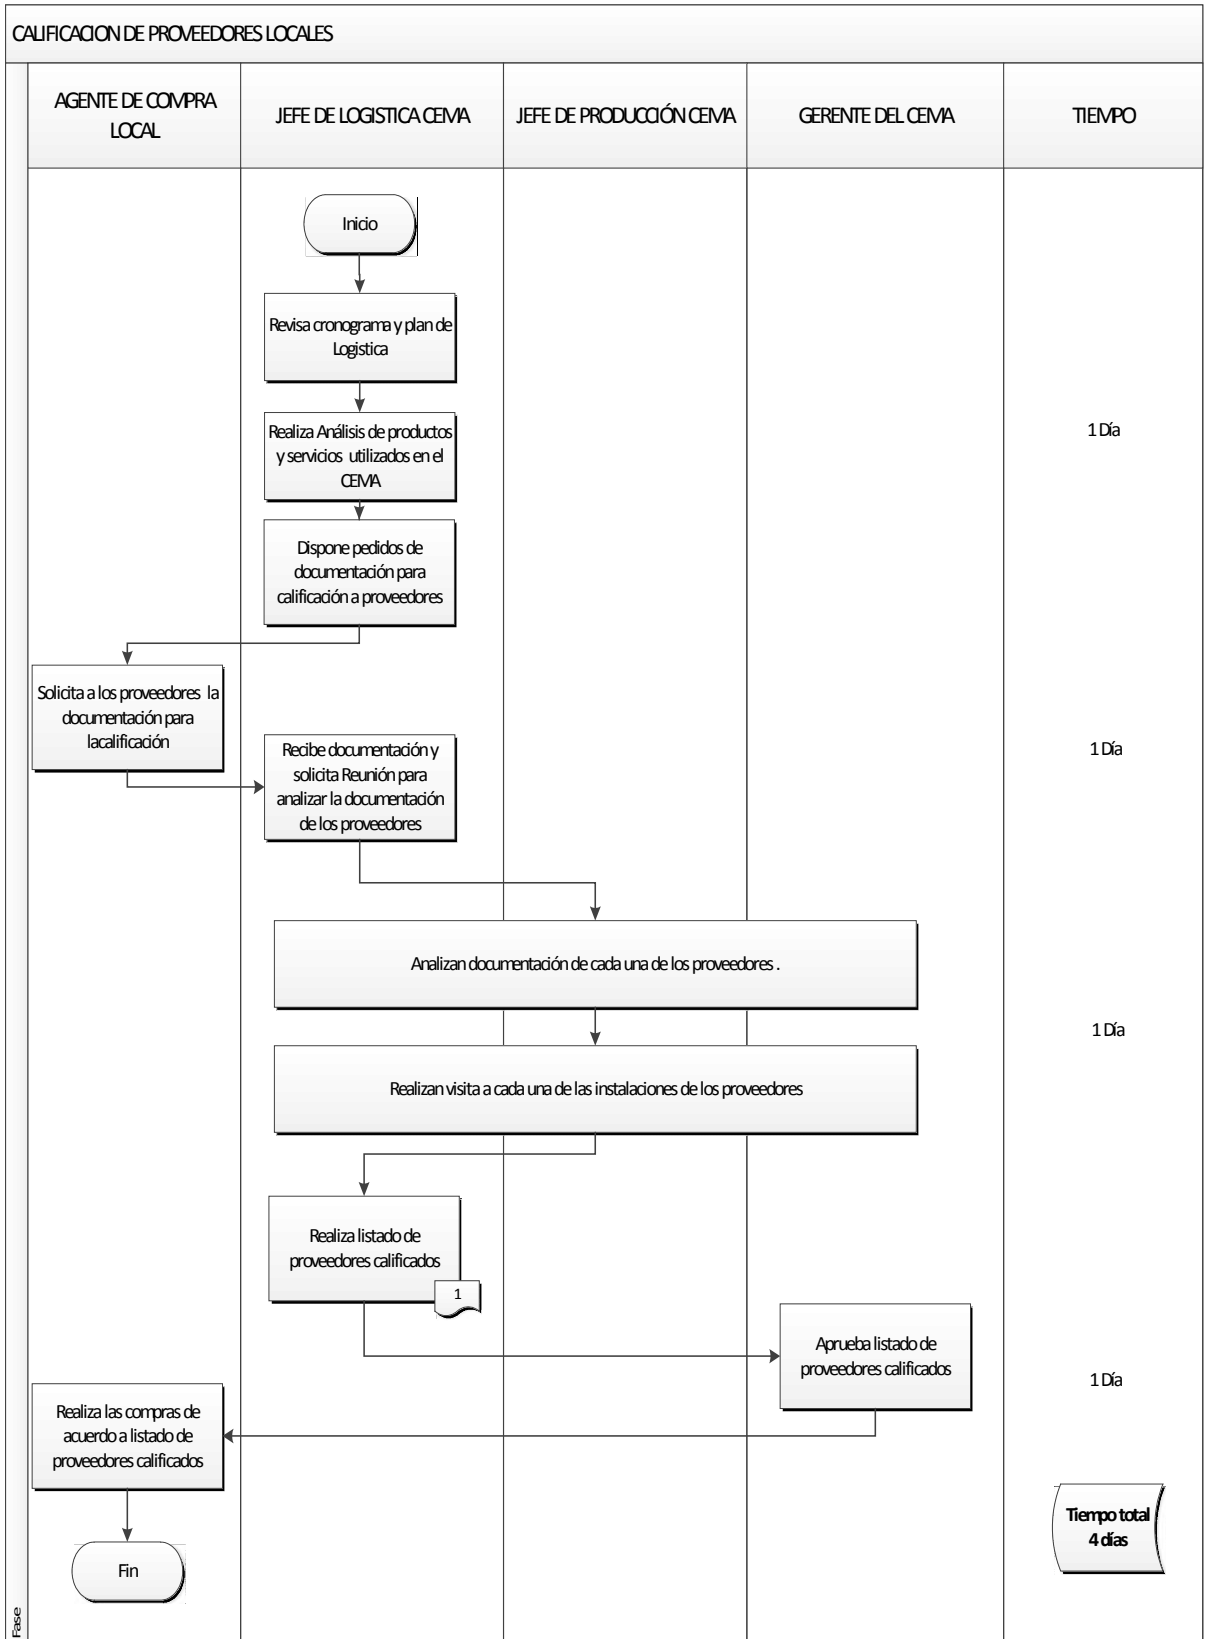 CALIFICACION DE PROVEEDORES LOCALES
AGENTE DE COMPRA
LOCAL
JEFE DE LOGISTICA CEMA
JEFE DE PRODUCCIÓN CEMA
GERENTE DEL CEMA
TIEMPO
Inicio
Revisa cronograma y plan de
Logistica
Realiza Análisis de productos
y servicios utilizados en el
CEMA
1 Día
Dispone pedidos de
documentación para
calificación a proveedores
Solicita a los proveedores la
documentación para
lacalificación
Recibe documentación y
solicita Reunión para
analizar la documentación
de los proveedores
1 Día
Analizan documentación de cada una de los proveedores .
1 Día
Realizan visita a cada una de las instalaciones de los proveedores
Realiza listado de
proveedores calificados
1
Aprueba listado de
proveedores calificados
1 Día
Realiza las compras de
acuerdo a listado de
proveedores calificados
Tiempo total
4 días
Fin
Fase